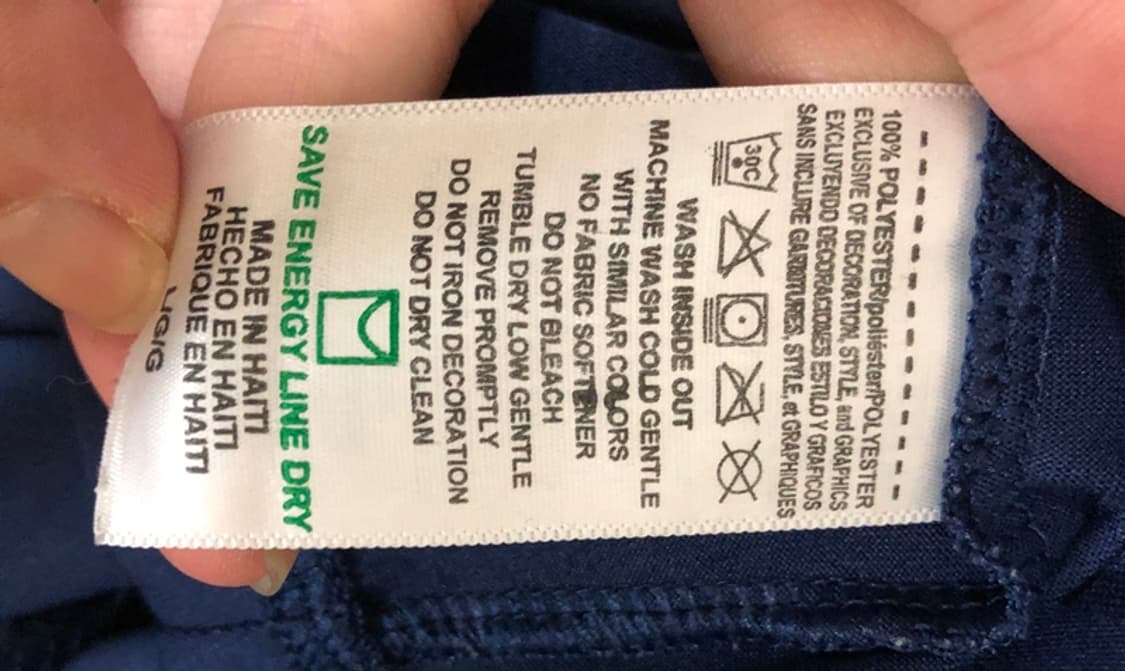 100% POLYESTER/poliéster/POLYESTER
EXCLUSIVE OF DECORATION, STYLE, and GRAPHICS
EXCLUYENDO DECORACIONES ESTILO Y GRAFICOS
SANS INCLURE GARNITURES, STYLE, et GRAPHIQUES
30C
WASH INSIDE OUT
MACHINE WASH COLD GENTLE
WITH SIMILAR COLORS
NO FABRIC SOFTENER
DO NOT BLEACH
TUMBLE DRY LOW GENTLE
REMOVE PROMPTLY
DO NOT IRON DECORATION
DO NOT DRY CLEAN
SAVE ENERGY LINE DRY
MADE IN HAITI
HECHO EN HAITI
FABRIQUE EN HAITI